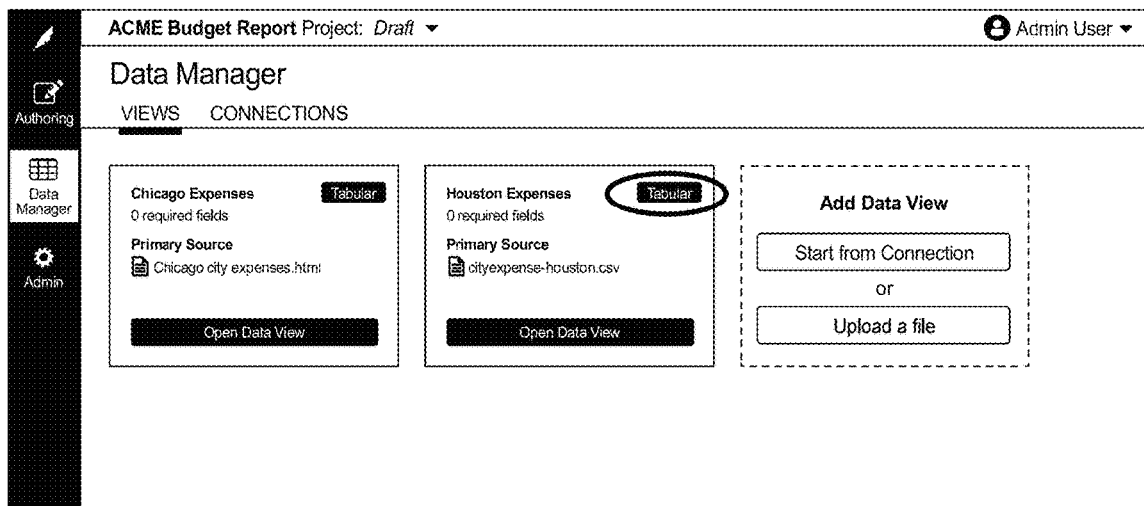 ACME Budget Report Project: Draft
Admin User
Authoring
Data Manager
Admin
Data Manager
VIEWS CONNECTIONS
Chicago Expenses Tabular
0 required fields
Primary Source
Chicago city expenses.html
Open Data View
Houston Expenses Tabular
0 required fields
Primary Source
cityexpense-houston.csv
Open Data View
Add Data View
Start from Connection
or
Upload a file